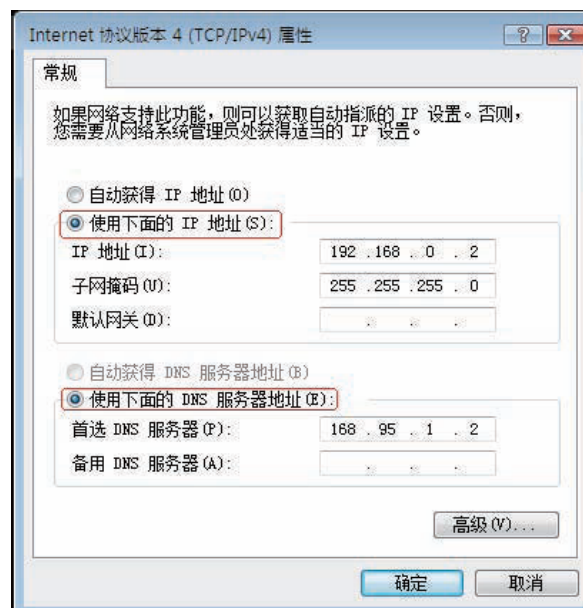 Internet 协议版本 4 (TCP/IPv4) 属性
常规
如果网络支持此功能，则可以获取自动指派的 IP 设置。否则，
您需要从网络系统管理员处获得适当的 IP 设置。
自动获得 IP 地址(O)
使用下面的 IP 地址(S):
IP 地址(I): 192 .168 . 0 . 2
子网掩码(U): 255 .255 .255 . 0
默认网关(D): . . .
自动获得 DNS 服务器地址(B)
使用下面的 DNS 服务器地址(E):
首选 DNS 服务器(P): 168 . 95 . 1 . 2
备用 DNS 服务器(A): . . .
高级(V)...
确定 取消